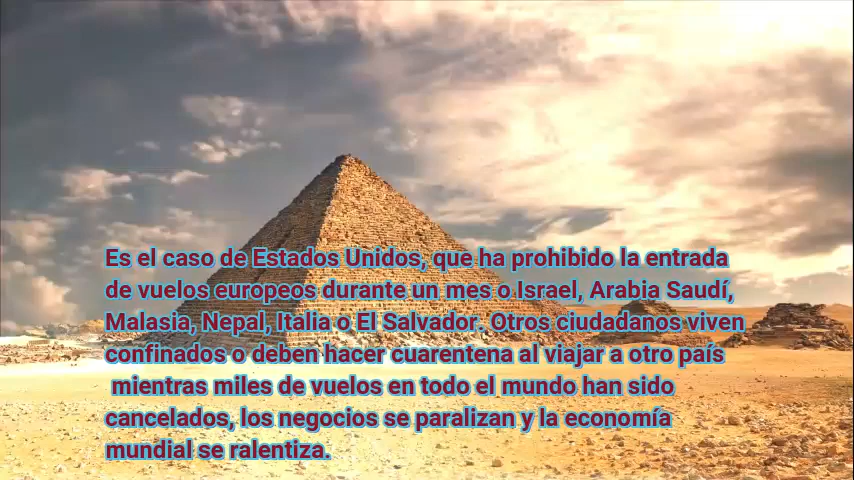 Es el caso de Estados Unidos, que ha prohibido la entrada
de vuelos europeos durante un mes o Israel, Arabia Saudí,
Malasia, Nepal, Italia o El Salvador. Otros ciudadanos viven
confinados o deben hacer cuarentena al viajar a otro país
mientras miles de vuelos en todo el mundo han sido
cancelados, los negocios se paralizan y la economía
mundial se ralentiza.